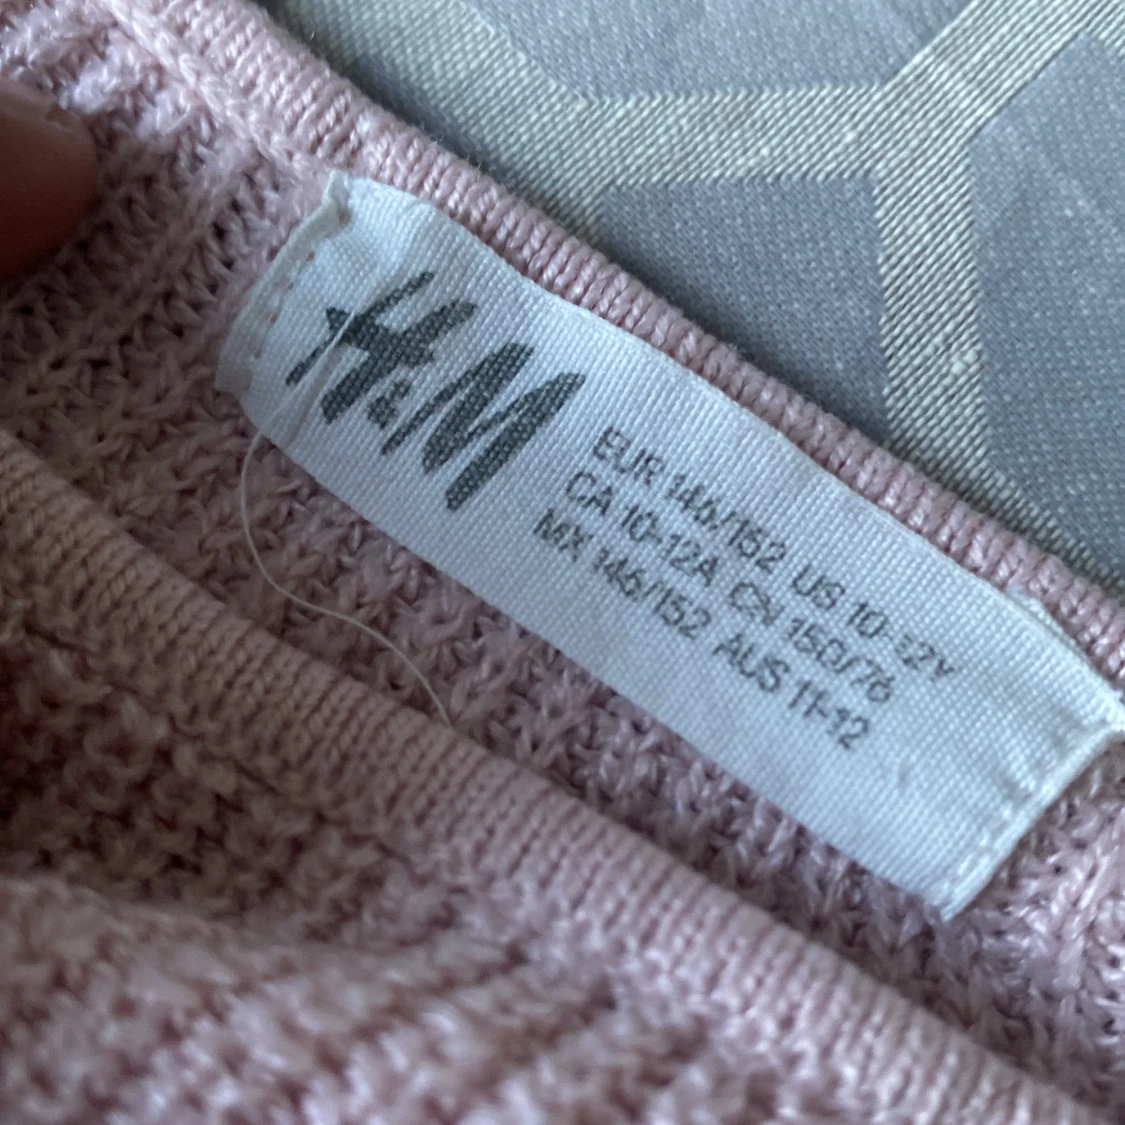 H&M
EUR 146/152 US 10-12Y
CA 10-12A CN 150/76
MX 146/152 AUS 11-12